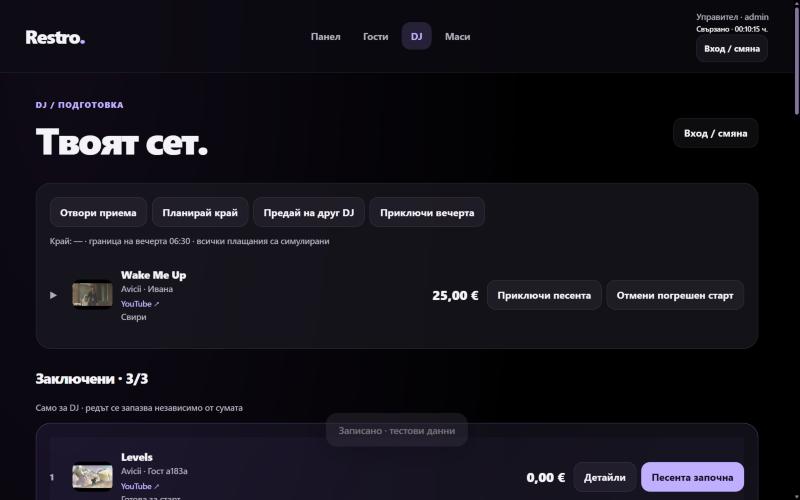 Restro.
Панел
Гости
DJ
Маси
Управител · admin
Свързано · 00:10:15 ч.
Вход / смяна
DJ / ПОДГОТОВКА
Твоят сет.
Вход / смяна
Отвори приема
Планирай край
Предай на друг DJ
Приключи вечерта
Край: — · граница на вечерта 06:30 · всички плащания са симулирани
Wake Me Up
Avicii · Ивана
YouTube ↗
Свири
25,00 €
Приключи песента
Отмени погрешен старт
Заключени · 3/3
Само за DJ · редът се запазва независимо от сумата
Записано · тестови данни
1
Levels
Avicii · Гост a183a
YouTube ↗
Готова за старт
0,00 €
Детайли
Песента започна